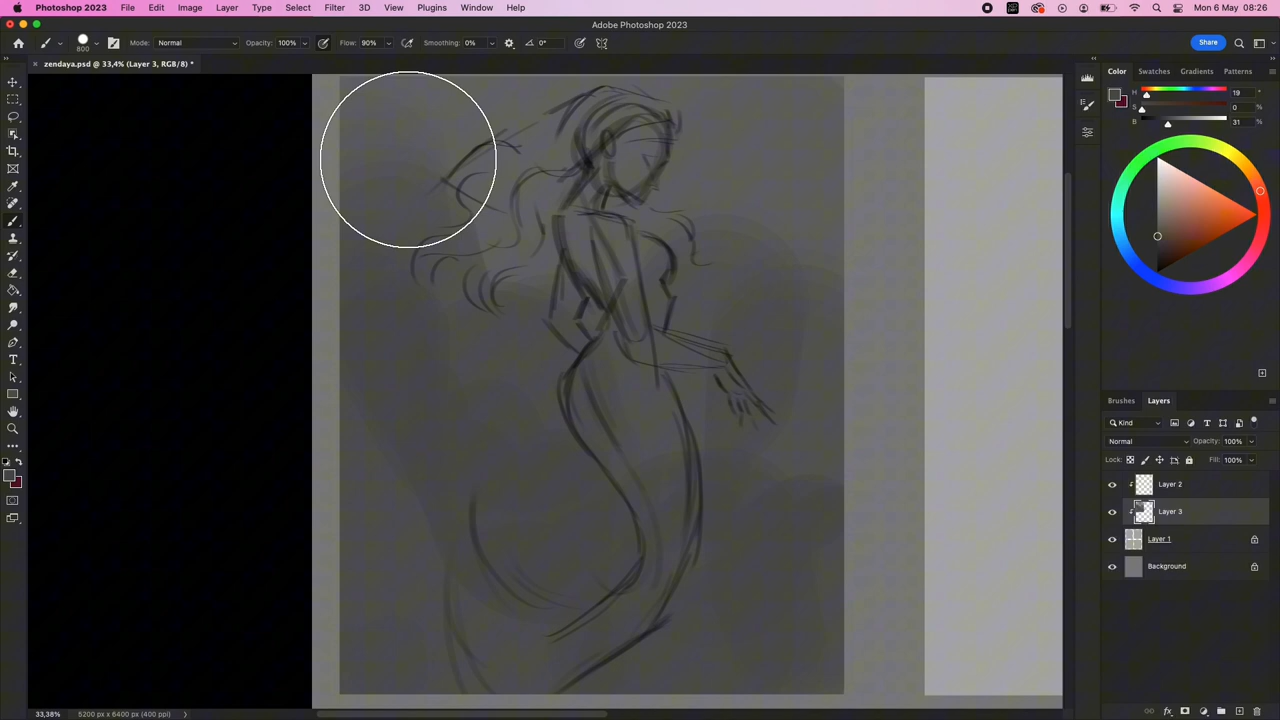 Photoshop 2023 File Edit Image Layer Type Select Filter 3D View Plugins Window Help Mon 6 May 08:26
Adobe Photoshop 2023
800 Mode: Normal Opacity: 100% Flow: 90% Smoothing: 0% 0° Share
zendaya.psd @ 33,4% (Layer 3, RGB/8) *
Color Swatches Gradients Patterns
H 19 °
S 0 %
B 31 %
Brushes Layers
Kind
Normal Opacity: 100%
Lock: Fill: 100%
Layer 2
Layer 3
Layer 1
Background
33,38% 5200 px x 6400 px (400 ppi)